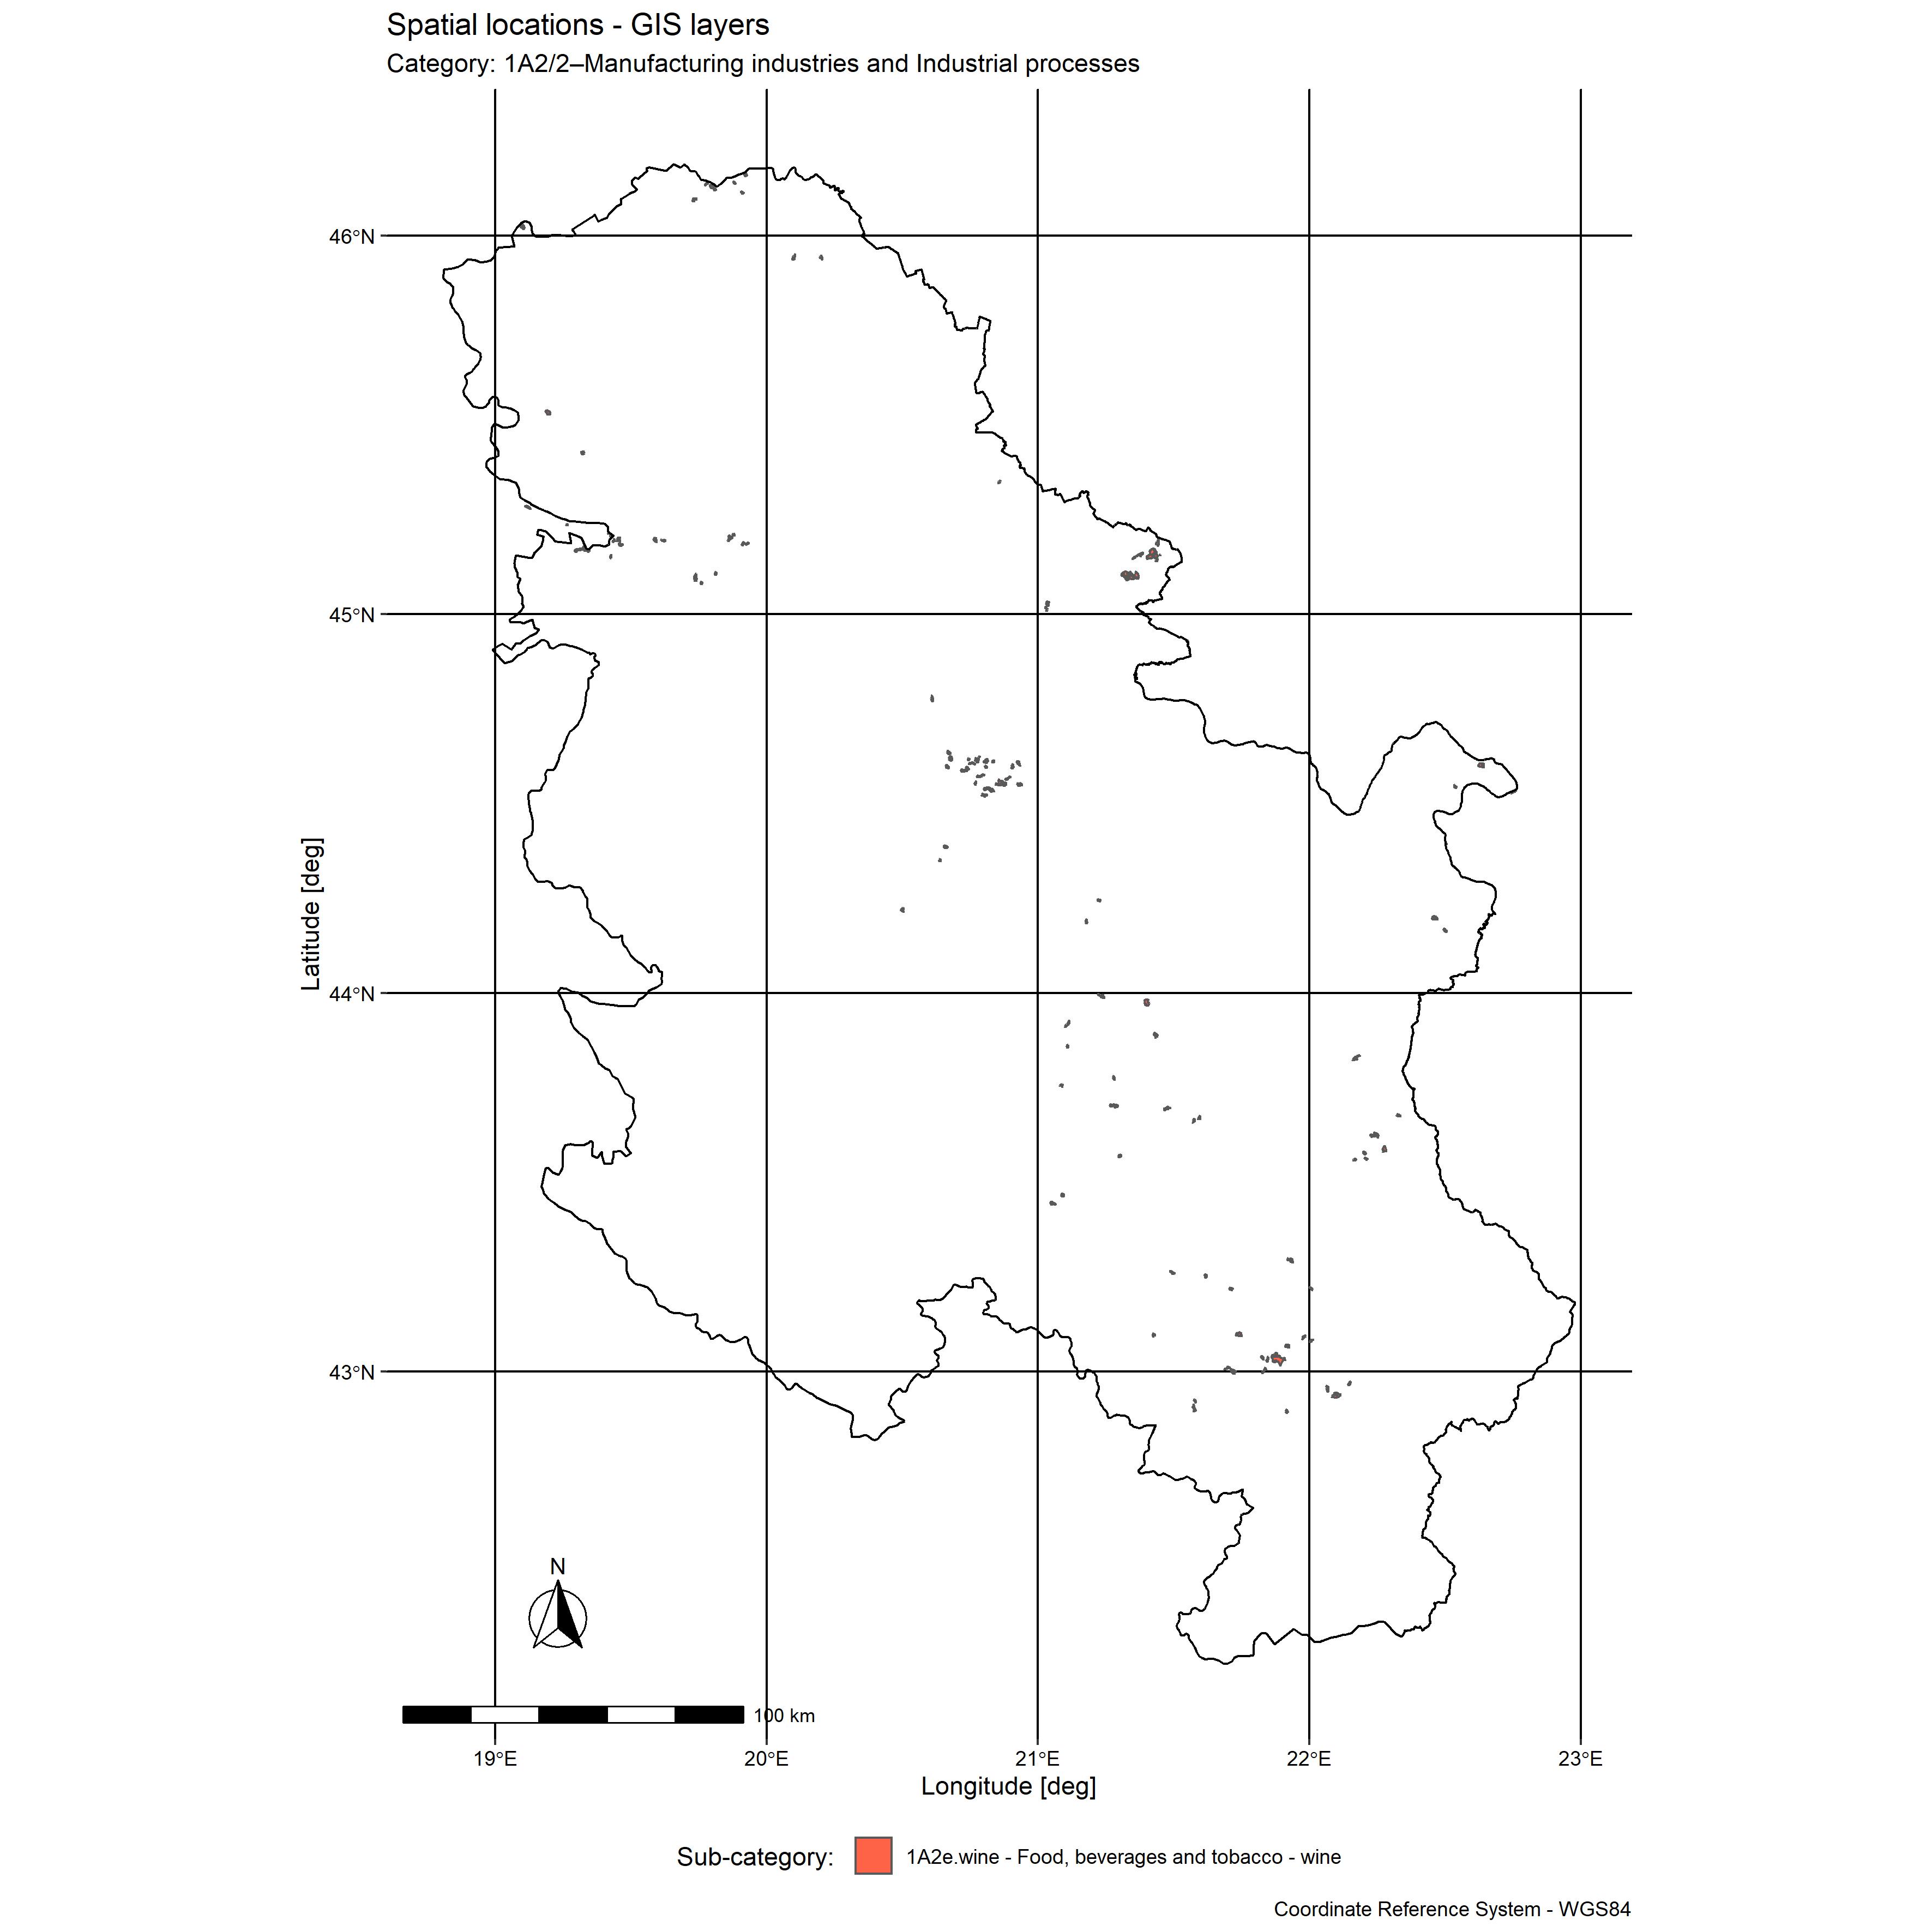 Spatial locations - GIS layers
Category: 1A2/2–Manufacturing industries and Industrial processes
46°N
45°N
44°N
43°N
Latitude [deg]
N
100 km
19°E 20°E 21°E 22°E 23°E
Longitude [deg]
Sub-category: 1A2e.wine - Food, beverages and tobacco - wine
Coordinate Reference System - WGS84